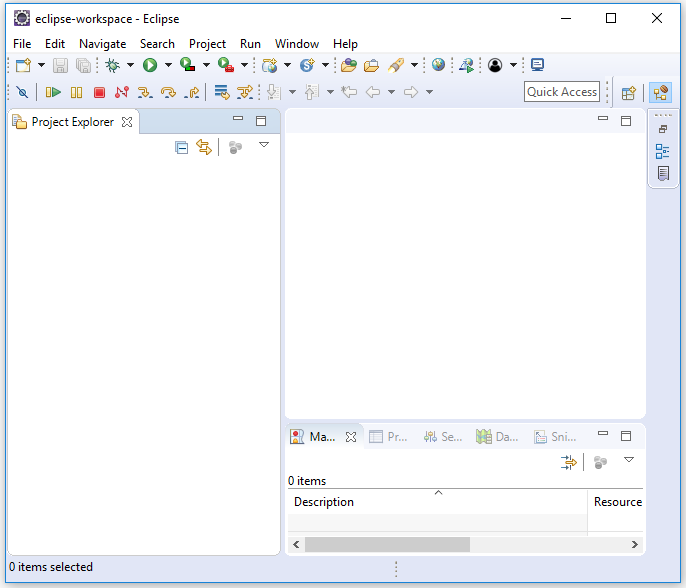 eclipse-workspace - Eclipse
File Edit Navigate Search Project Run Window Help
Quick Access
Project Explorer
Ma... Pr... Se... Da... Sni...
0 items
Description Resource
0 items selected